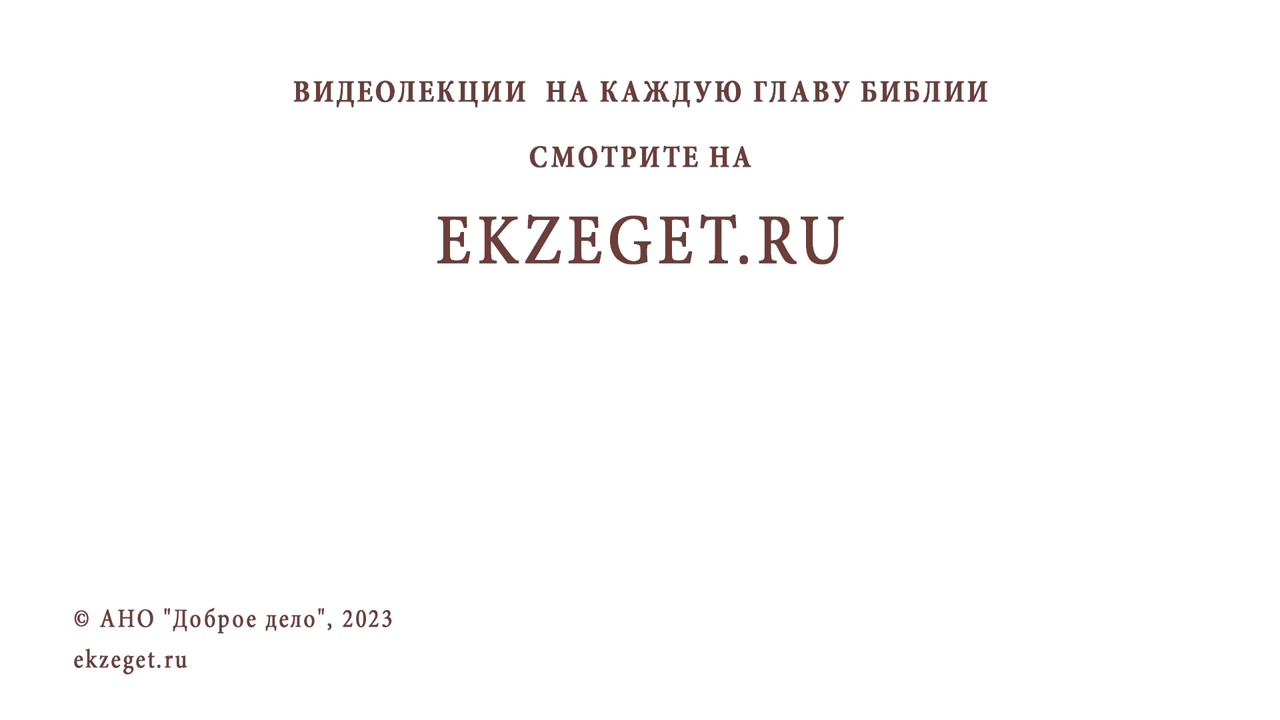 ВИДЕОЛЕКЦИИ НА КАЖДУЮ ГЛАВУ БИБЛИИ
СМОТРИТЕ НА
EKZEGET.RU
© АНО "Доброе дело", 2023
ekzeget.ru